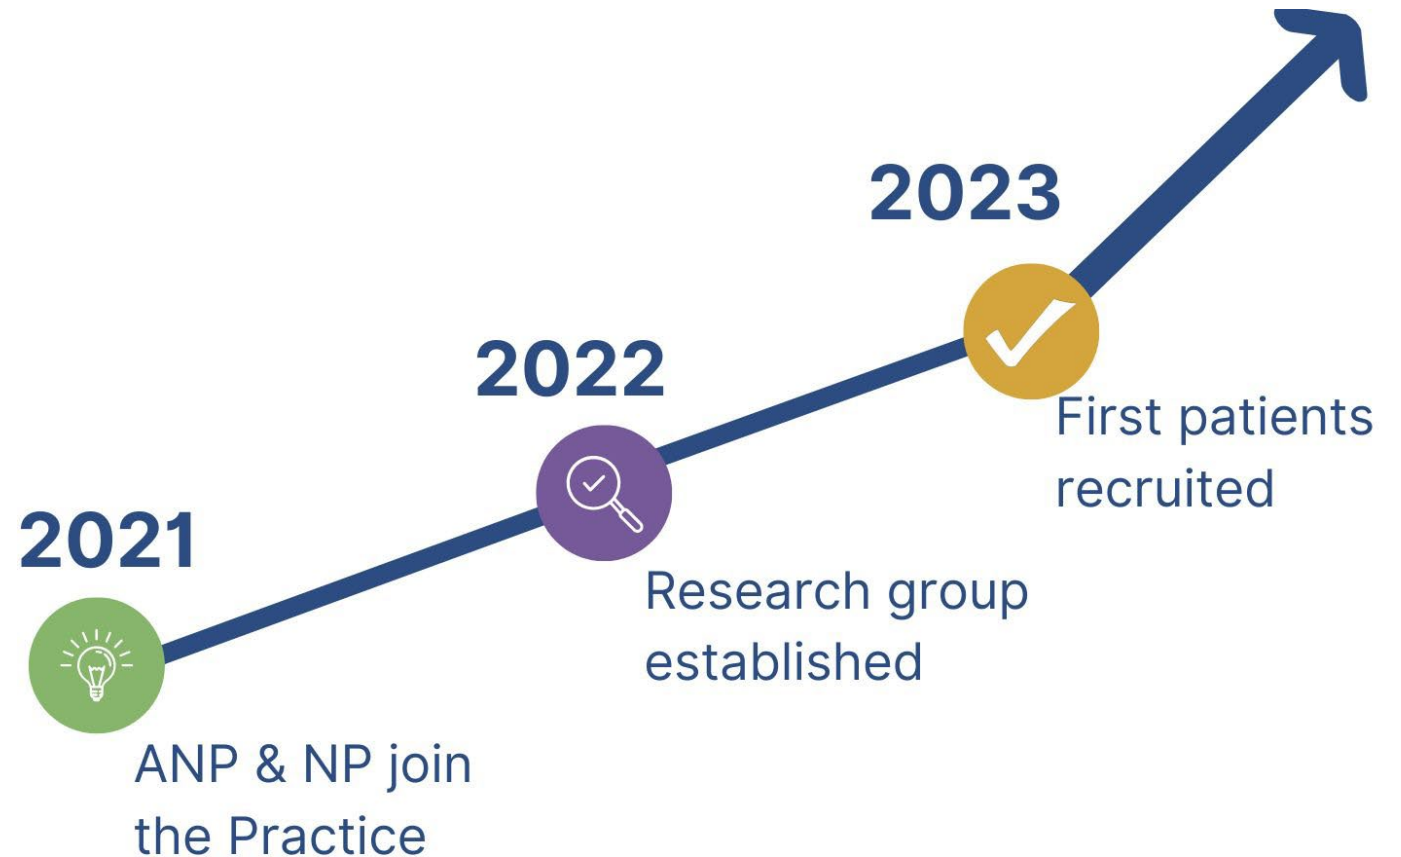 2021
ANP & NP join
the Practice
2022
Research group
established
2023
First patients
recruited